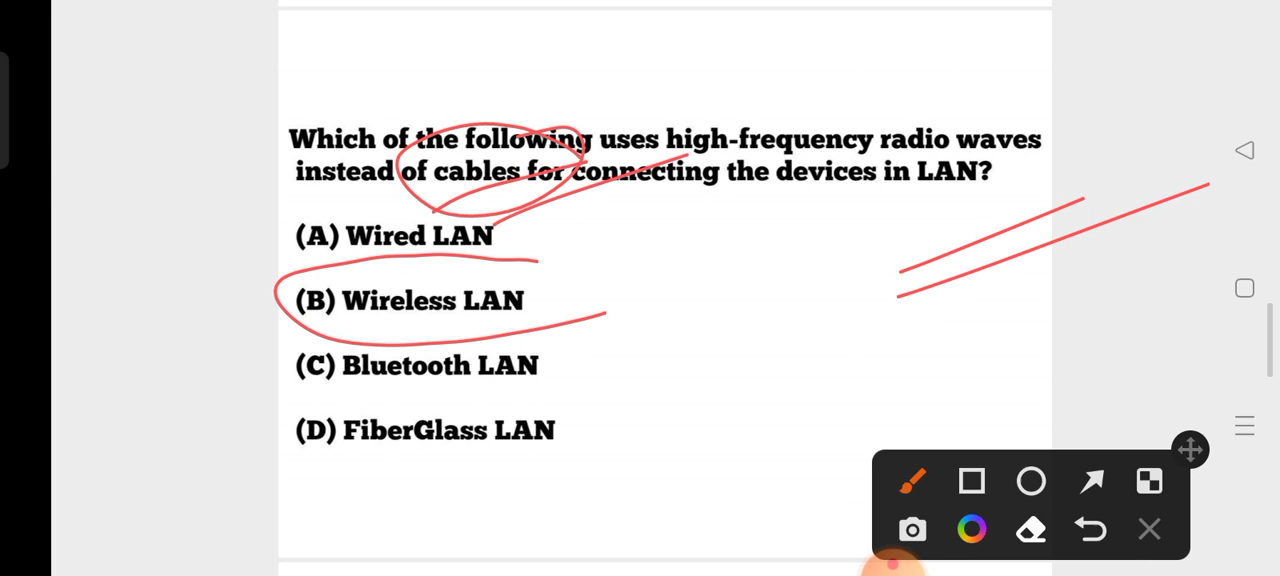 Which of the following uses high-frequency radio waves
instead of cables for connecting the devices in LAN?
(A) Wired LAN
(B) Wireless LAN
(C) Bluetooth LAN
(D) FiberGlass LAN